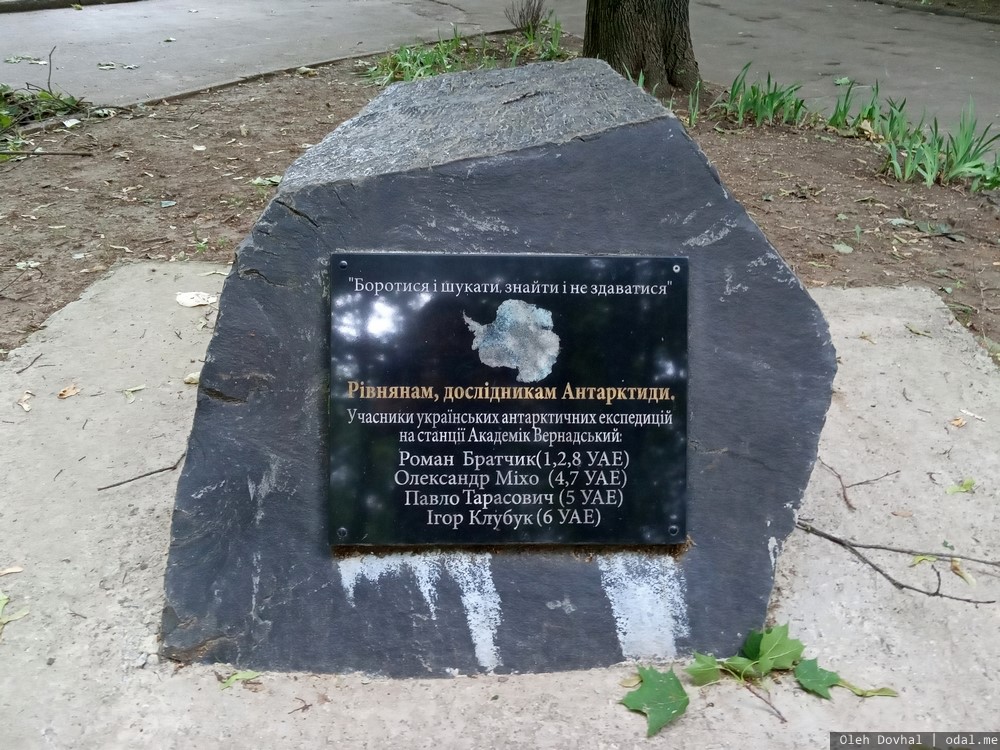 "Боротися і шукати, знайти і не здаватися"
Рівнянам, дослідникам Антарктиди.
Учасники українських антарктичних експедицій
на станції Академік Вернадський:
Роман Братчик(1,2,8 УАЕ)
Олександр Міхо (4,7 УАЕ)
Павло Тарасович (5 УАЕ)
Ігор Клубук(6 УАЕ)
Oleh Dovhal | odal.me